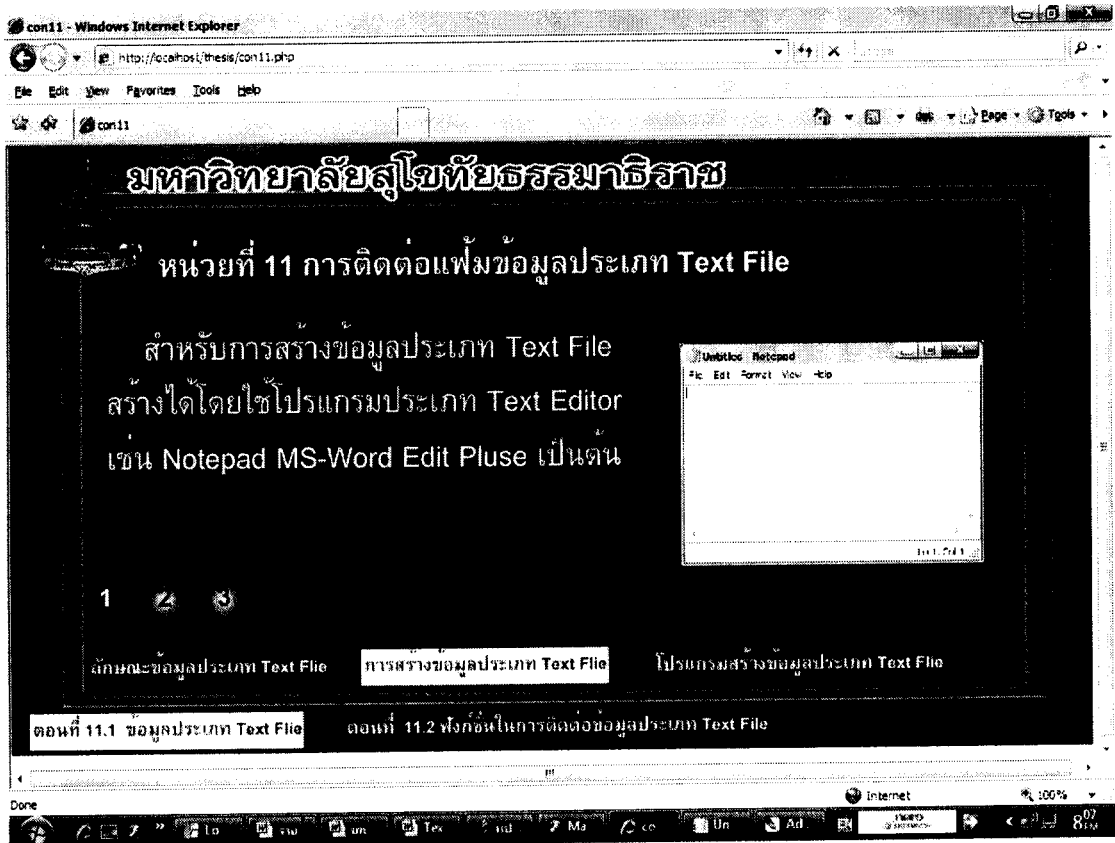 con11 - Windows Internet Explorer
http://localhost/thesis/con11.php
File Edit View Favorites Tools Help
con11
Page Tools
มหาวิทยาลัยสุโขทัยธรรมาธิราช
หน่วยที่ 11 การติดต่อแฟ้มข้อมูลประเภท Text File
สำหรับการสร้างข้อมูลประเภท Text File
สร้างได้โดยใช้โปรแกรมประเภท Text Editor
เช่น Notepad MS-Word Edit Pluse เป็นต้น
Untitled Notepad
File Edit Format View Help
1 2 3
ลักษณะข้อมูลประเภท Text Flie การสร้างข้อมูลประเภท Text Flie โปรแกรมสร้างข้อมูลประเภท Text Flie
ตอนที่ 11.1 ข้อมูลประเภท Text Flie ตอนที่ 11.2 ฟังก์ชั่นในการติดต่อข้อมูลประเภท Text File
Done Internet 100%
Lo Tex Ma co Un Ad EN